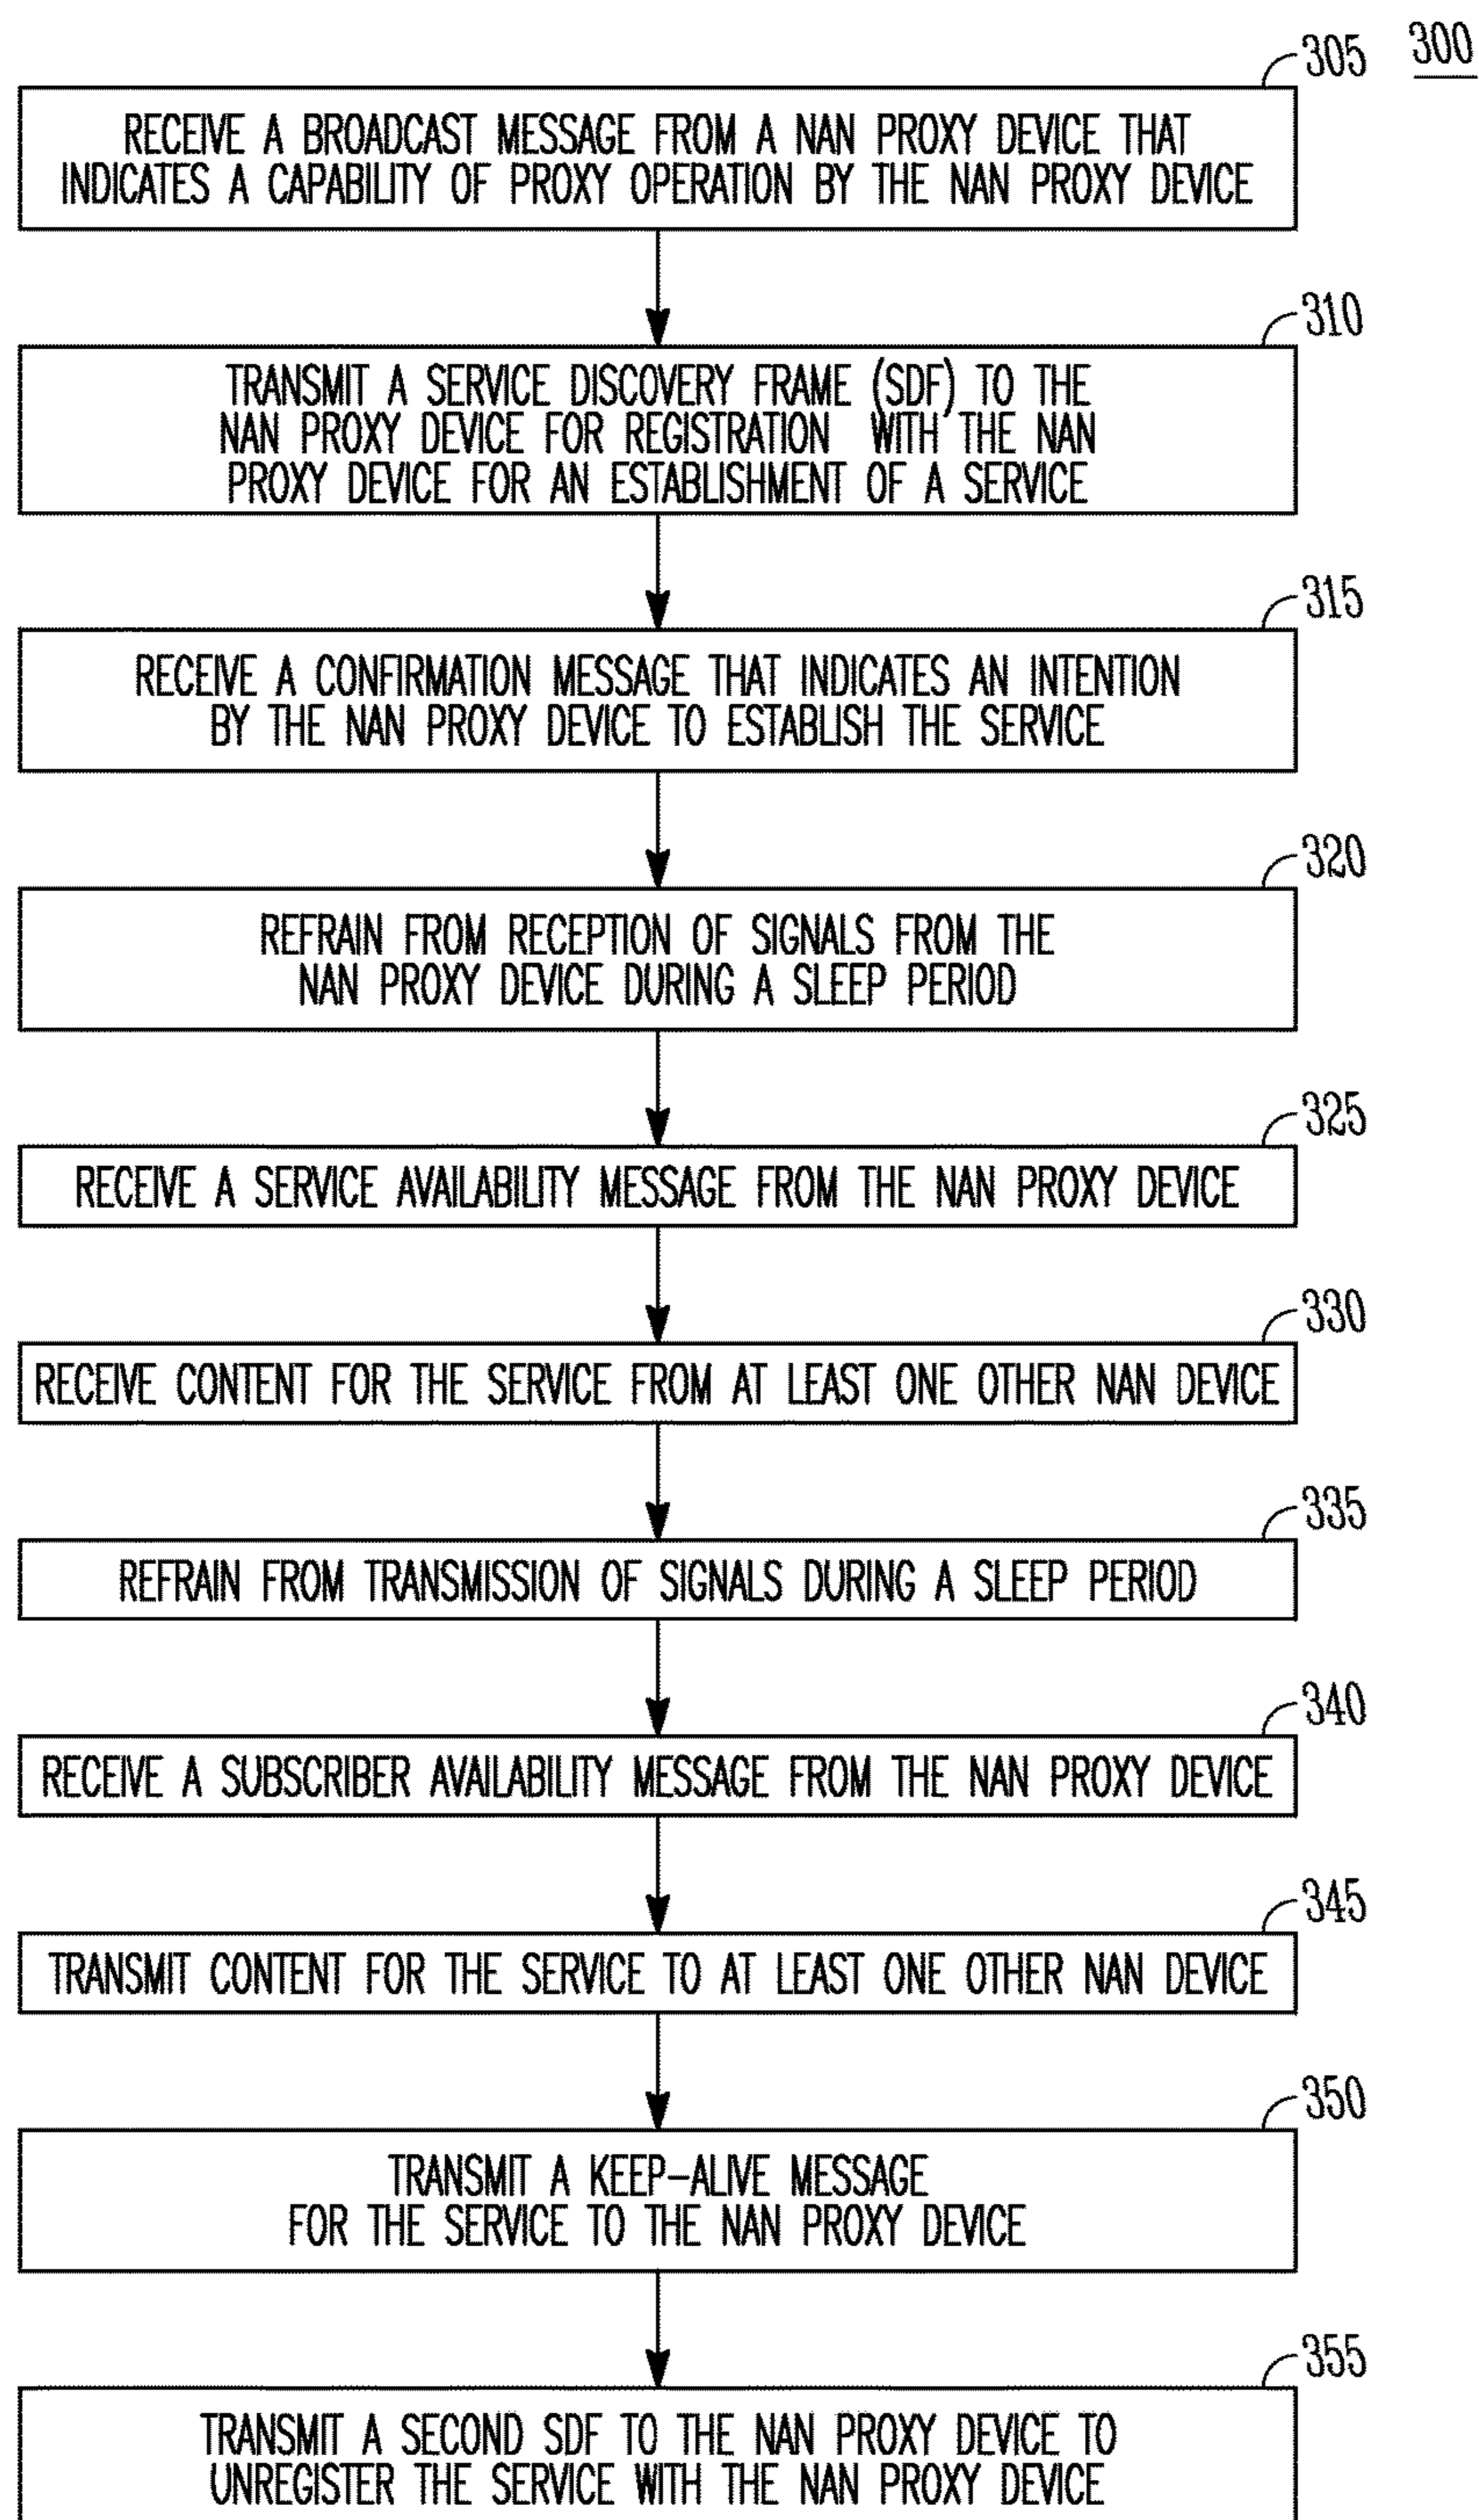 300
305
RECEIVE A BROADCAST MESSAGE FROM A NAN PROXY DEVICE THAT
INDICATES A CAPABILITY OF PROXY OPERATION BY THE NAN PROXY DEVICE
310
TRANSMIT A SERVICE DISCOVERY FRAME (SDF) TO THE
NAN PROXY DEVICE FOR REGISTRATION WITH THE NAN
PROXY DEVICE FOR AN ESTABLISHMENT OF A SERVICE
315
RECEIVE A CONFIRMATION MESSAGE THAT INDICATES AN INTENTION
BY THE NAN PROXY DEVICE TO ESTABLISH THE SERVICE
320
REFRAIN FROM RECEPTION OF SIGNALS FROM THE
NAN PROXY DEVICE DURING A SLEEP PERIOD
325
RECEIVE A SERVICE AVAILABILITY MESSAGE FROM THE NAN PROXY DEVICE
330
RECEIVE CONTENT FOR THE SERVICE FROM AT LEAST ONE OTHER NAN DEVICE
335
REFRAIN FROM TRANSMISSION OF SIGNALS DURING A SLEEP PERIOD
340
RECEIVE A SUBSCRIBER AVAILABILITY MESSAGE FROM THE NAN PROXY DEVICE
345
TRANSMIT CONTENT FOR THE SERVICE TO AT LEAST ONE OTHER NAN DEVICE
350
TRANSMIT A KEEP-ALIVE MESSAGE
FOR THE SERVICE TO THE NAN PROXY DEVICE
355
TRANSMIT A SECOND SDF TO THE NAN PROXY DEVICE TO
UNREGISTER THE SERVICE WITH THE NAN PROXY DEVICE